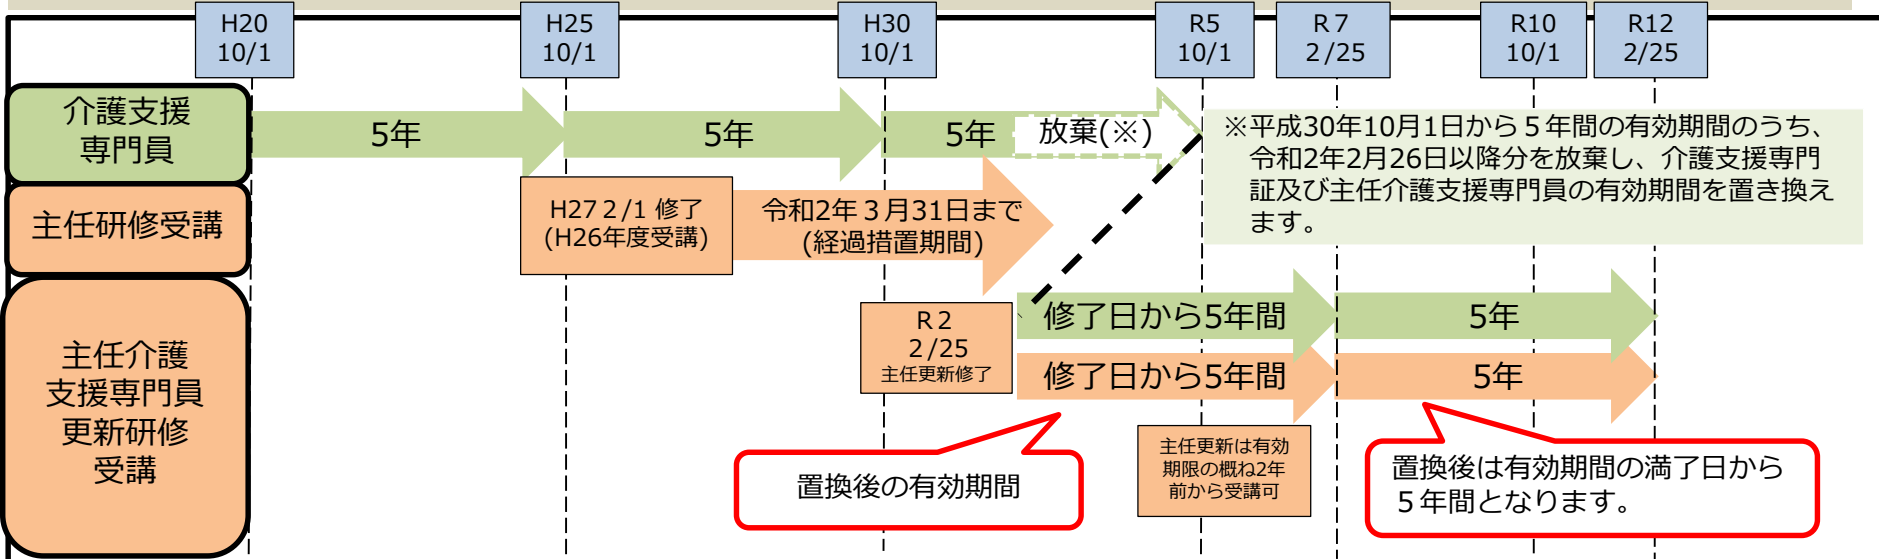 H20
10/1
H25
10/1
H30
10/1
R5
10/1
R７
２/25
R10
10/1
R12
2/25
介護支援
専門員
5年
5年
5年
放棄(※)
※平成30年10月1日から５年間の有効期間のうち、
令和2年2月26日以降分を放棄し、介護支援専門
証及び主任介護支援専門員の有効期間を置き換え
ます。
主任研修受講
H27２/1 修了
(H26年度受講)
令和2年３月31日まで
(経過措置期間)
主任介護
支援専門員
更新研修
受講
R２
２/25
主任更新修了
修了日から5年間
5年
修了日から5年間
5年
置換後の有効期間
主任更新は有効
期限の概ね2年
前から受講可
置換後は有効期間の満了日から
５年間となります。